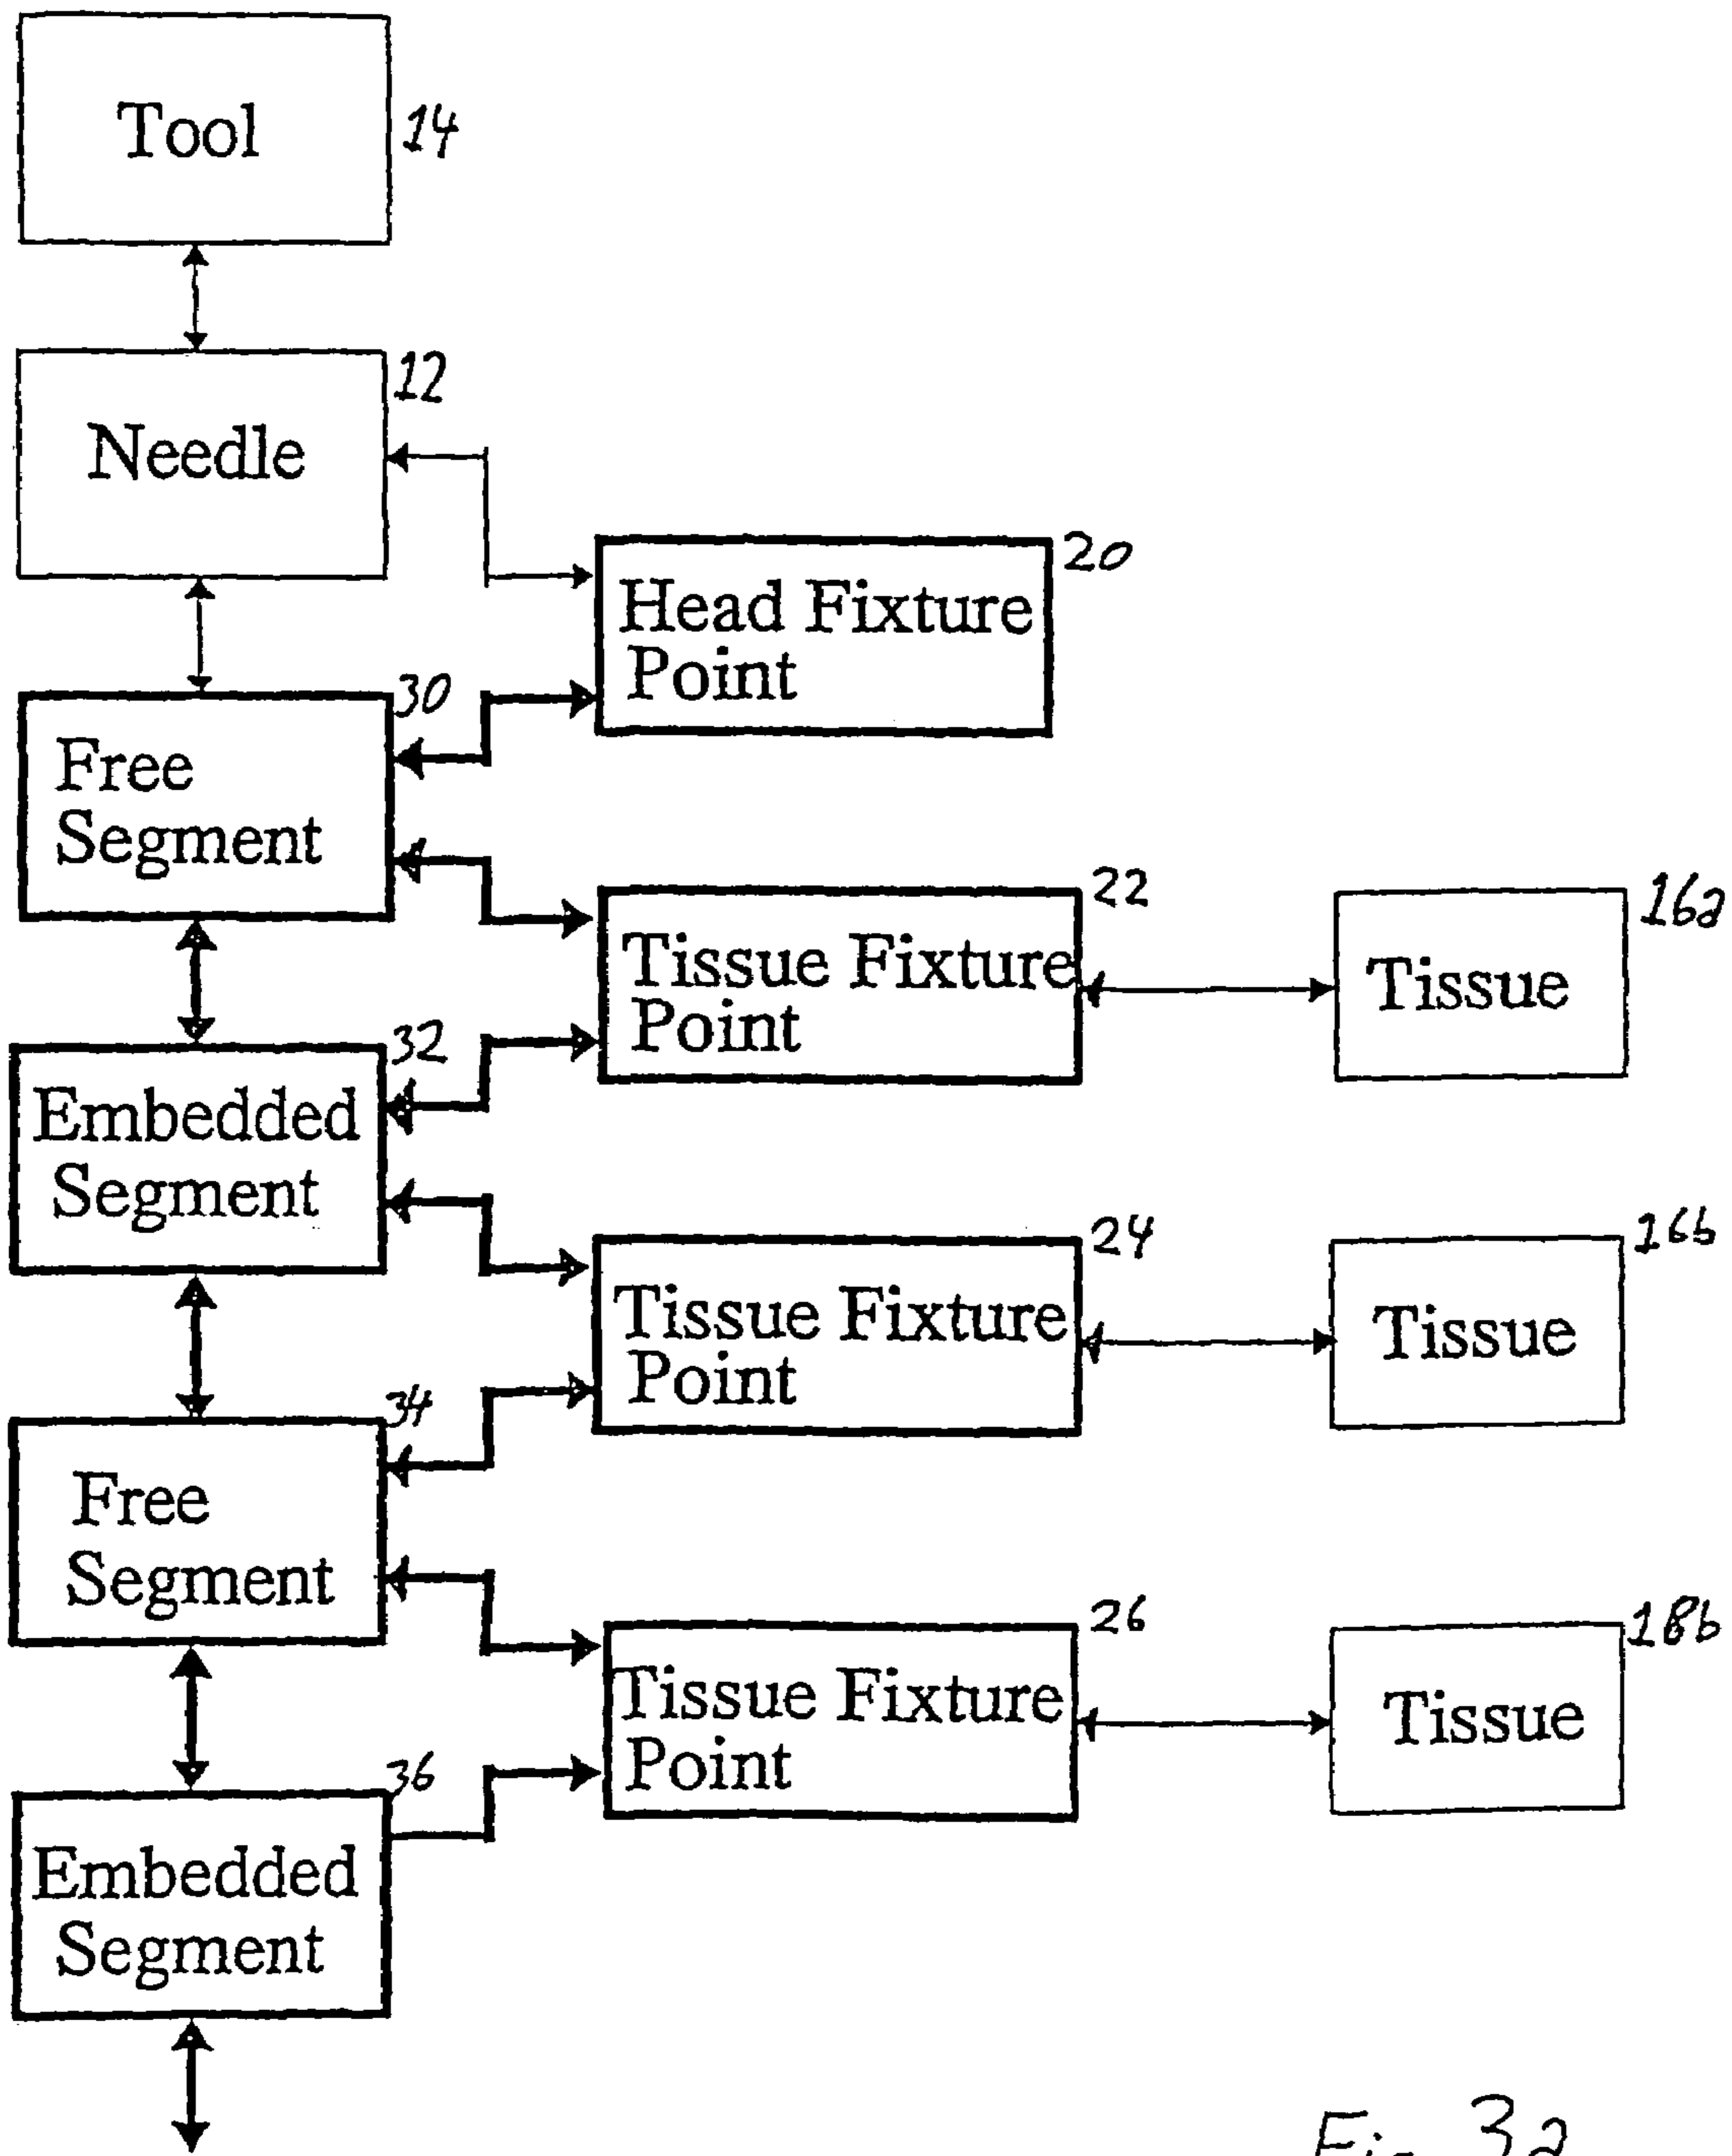 Tool
14
Needle
12
Head Fixture
Point
20
Free
Segment
30
Tissue Fixture
Point
22
Tissue
16a
Embedded
Segment
32
Tissue Fixture
Point
24
Tissue
16b
Free
Segment
34
Tissue Fixture
Point
26
Tissue
18b
Embedded
Segment
36
Fig 3a